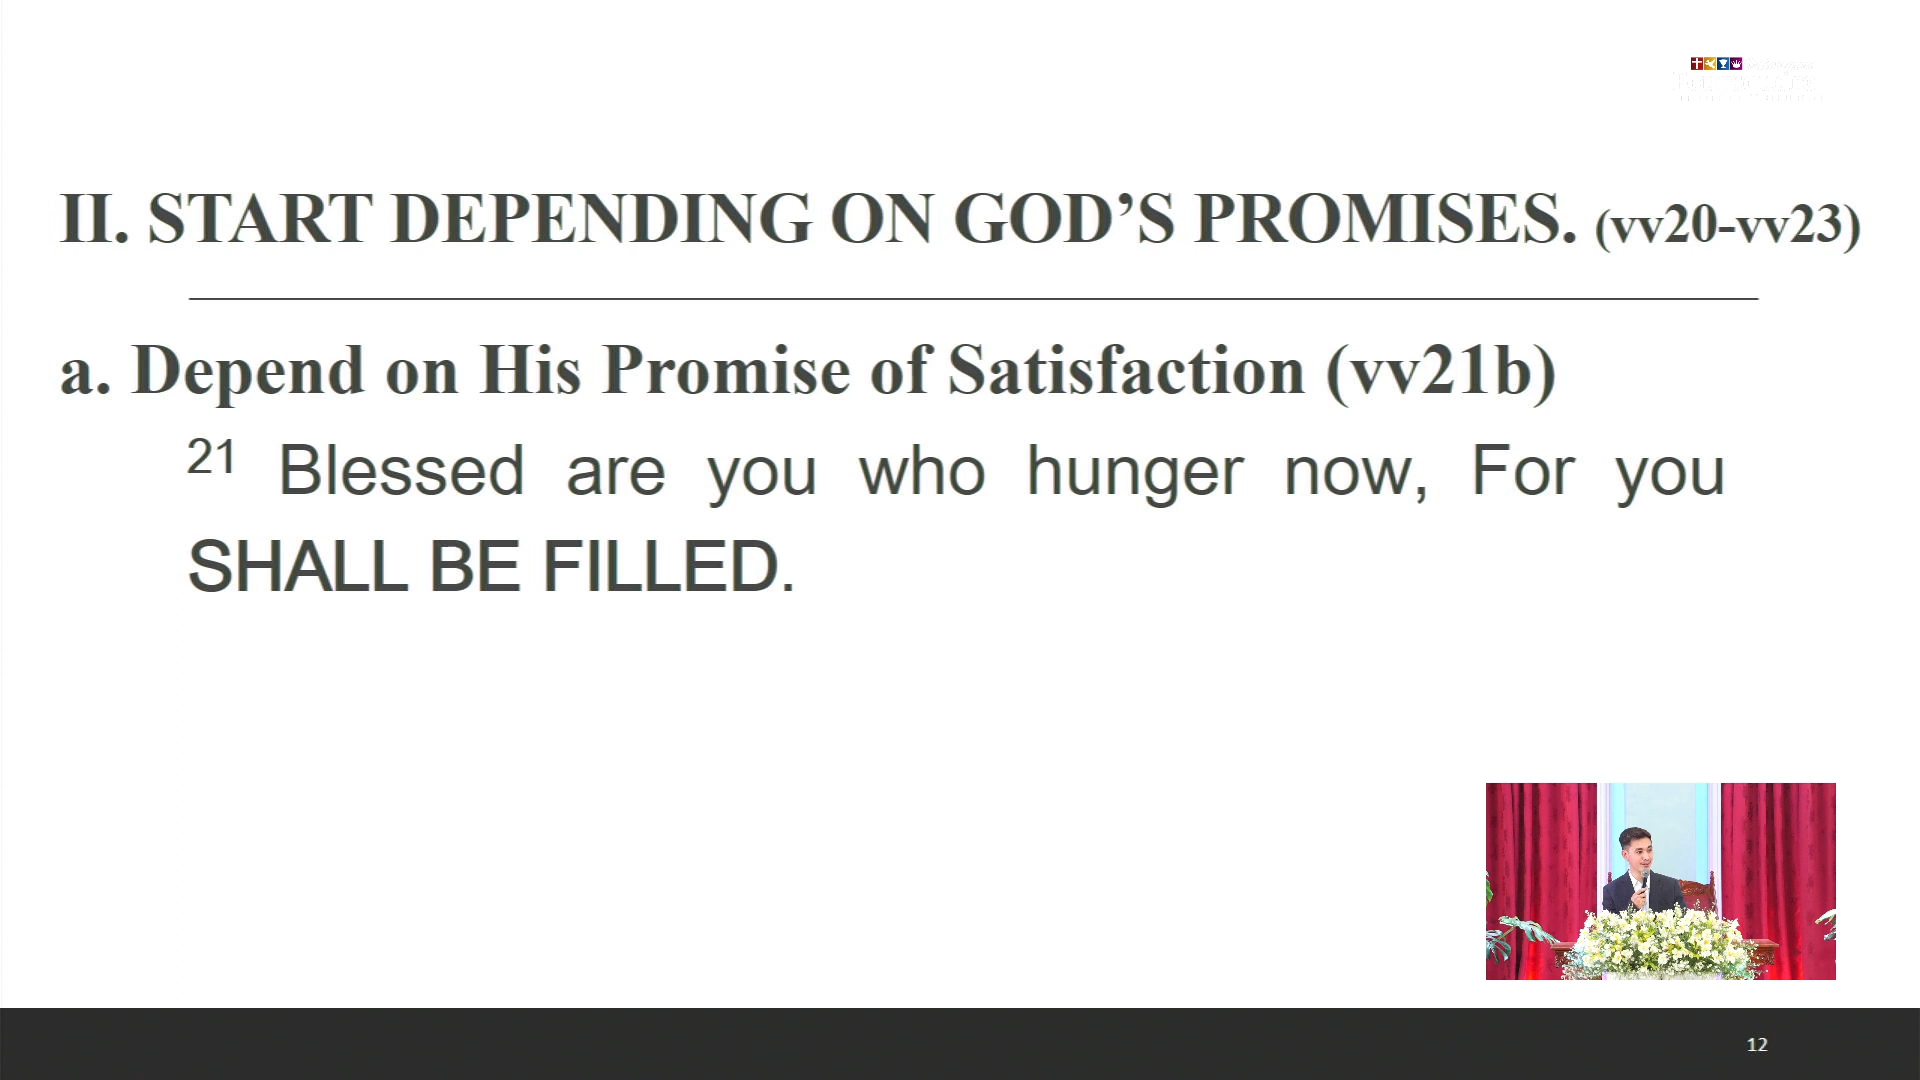 II. START DEPENDING ON GOD’S PROMISES. (vv20-vv23)
a. Depend on His Promise of Satisfaction (vv21b)
21 Blessed are you who hunger now, For you
SHALL BE FILLED.
12